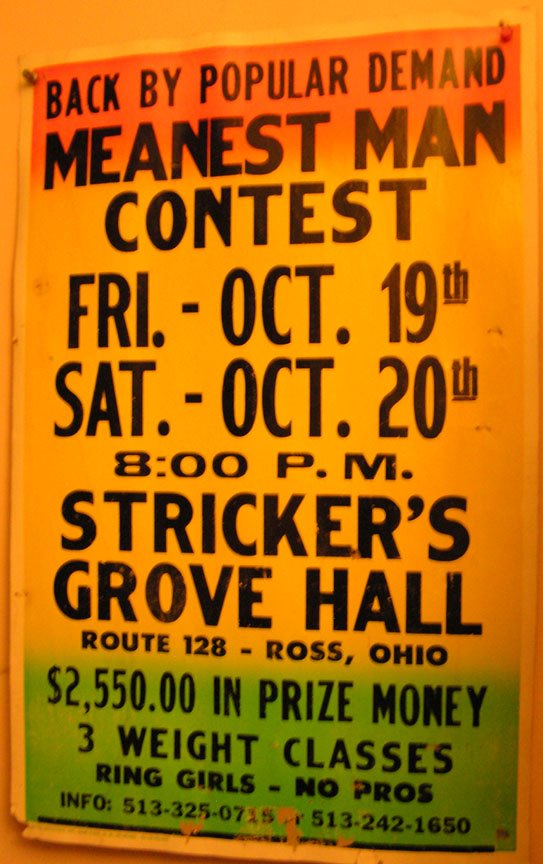 BACK BY POPULAR DEMAND
MEANEST MAN
CONTEST
FRI. - OCT. 19th
SAT. - OCT. 20th
8:00 P. M.
STRICKER'S
GROVE HALL
ROUTE 128 - ROSS, OHIO
$2,550.00 IN PRIZE MONEY
3 WEIGHT CLASSES
RING GIRLS - NO PROS
INFO: 513-325-0715 513-242-1650